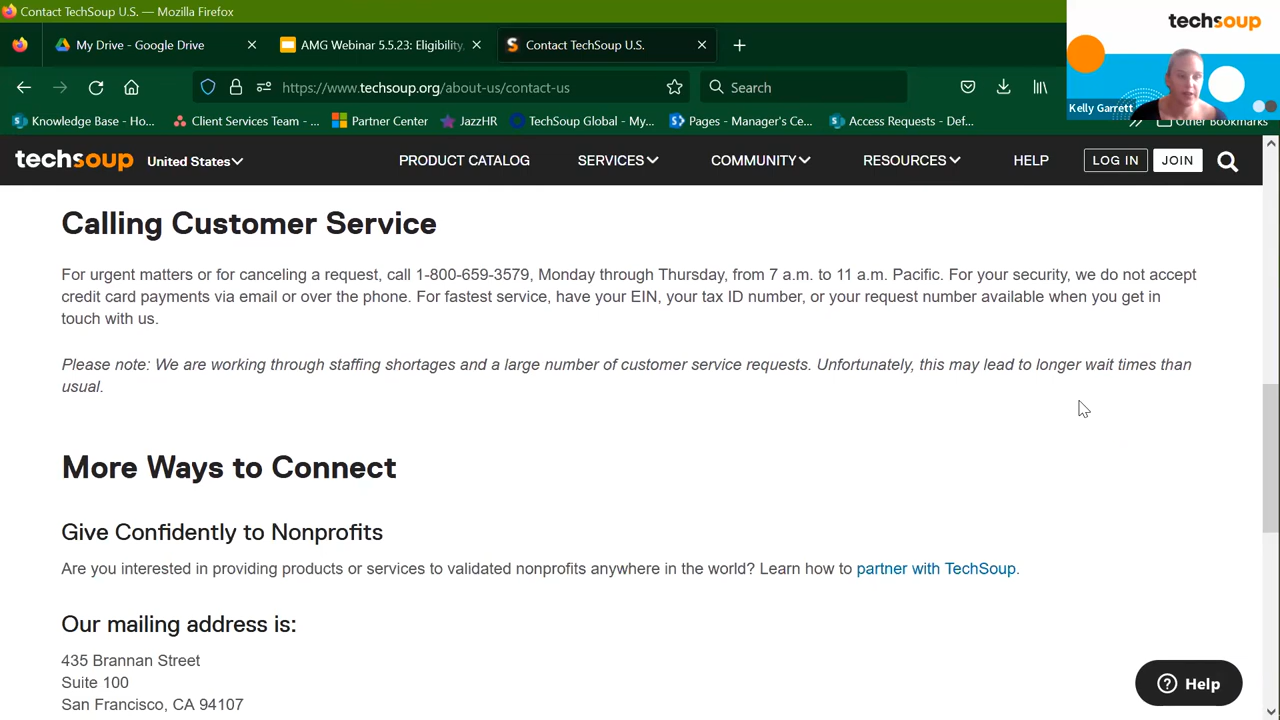 Contact TechSoup U.S. — Mozilla Firefox
techsoup
My Drive - Google Drive
AMG Webinar 5.5.23: Eligibility,
Contact TechSoup U.S.
https://www.techsoup.org/about-us/contact-us
Search
Kelly Garrett
Knowledge Base - Ho...
Client Services Team - ...
Partner Center
JazzHR
TechSoup Global - My...
Pages - Manager's Ce...
Access Requests - Def...
Other Bookmarks
techsoup United States PRODUCT CATALOG SERVICES COMMUNITY RESOURCES HELP LOG IN JOIN
Calling Customer Service
For urgent matters or for canceling a request, call 1-800-659-3579, Monday through Thursday, from 7 a.m. to 11 a.m. Pacific. For your security, we do not accept
credit card payments via email or over the phone. For fastest service, have your EIN, your tax ID number, or your request number available when you get in
touch with us.
Please note: We are working through staffing shortages and a large number of customer service requests. Unfortunately, this may lead to longer wait times than
usual.
More Ways to Connect
Give Confidently to Nonprofits
Are you interested in providing products or services to validated nonprofits anywhere in the world? Learn how to partner with TechSoup.
Our mailing address is:
435 Brannan Street
Suite 100
San Francisco, CA 94107
Help